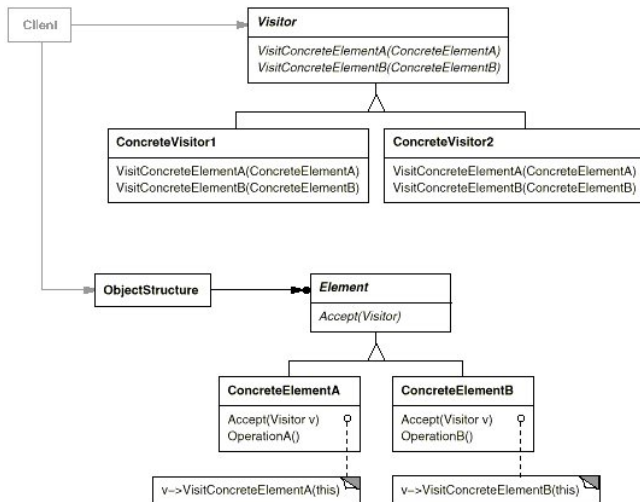 Client
Visitor
VisitConcreteElementA(ConcreteElementA)
VisitConcreteElementB(ConcreteElementB)
ConcreteVisitor1
VisitConcreteElementA(ConcreteElementA)
VisitConcreteElementB(ConcreteElementB)
ConcreteVisitor2
VisitConcreteElementA(ConcreteElementA)
VisitConcreteElementB(ConcreteElementB)
ObjectStructure
Element
Accept(Visitor)
ConcreteElementA
Accept(Visitor v)
OperationA()
ConcreteElementB
Accept(Visitor v)
OperationB()
v->VisitConcreteElementA(this)
v->VisitConcreteElementB(this)